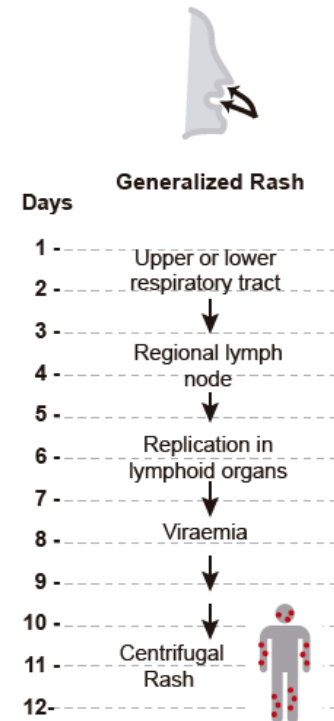 Generalized Rash
Days
1 -
Upper or lower
2 -
respiratory tract
3 -
Regional lymph
4 -
node
5 -
Replication in
6 -
lymphoid organs
7 -
Viraemia
8 -
9 -
10 -
Centrifugal
11 -
Rash
12-